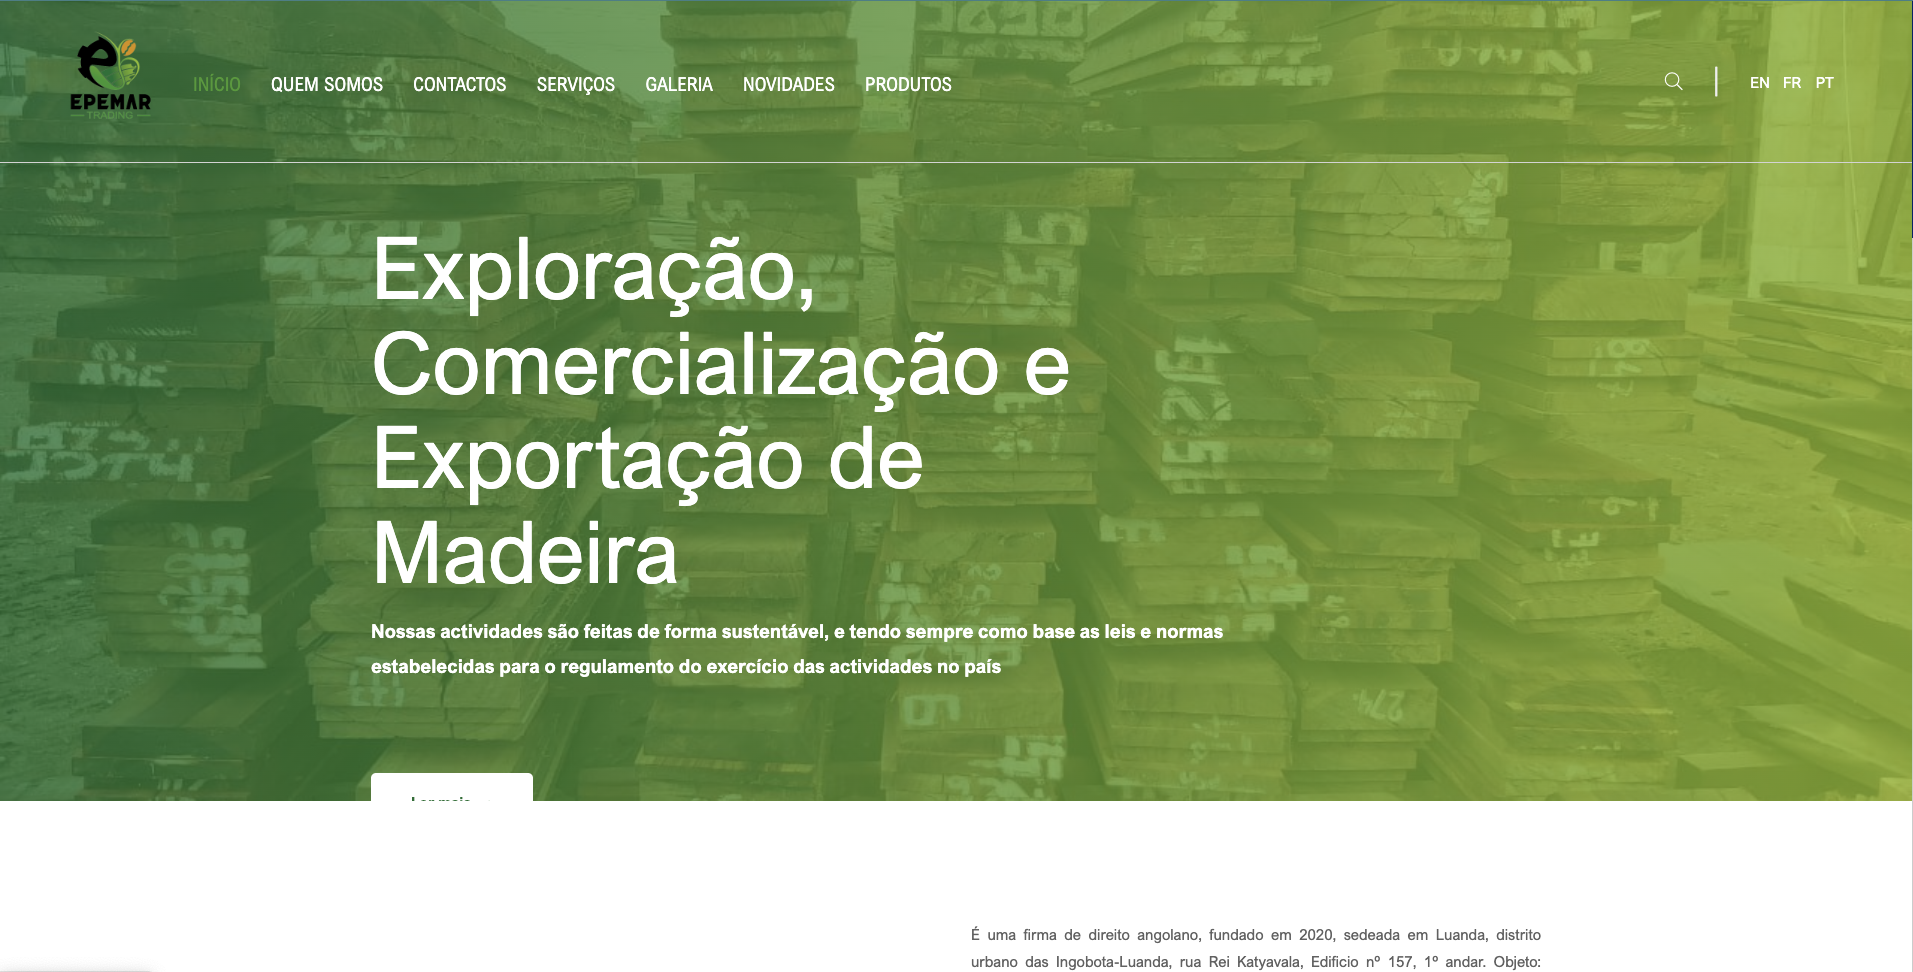 EPEMAR
TRADING
INÍCIO QUEM SOMOS CONTACTOS SERVIÇOS GALERIA NOVIDADES PRODUTOS
EN FR PT
Exploração,
Comercialização e
Exportação de
Madeira
Nossas actividades são feitas de forma sustentável, e tendo sempre como base as leis e normas
estabelecidas para o regulamento do exercício das actividades no país
Ler mais
É uma firma de direito angolano, fundado em 2020, sedeada em Luanda, distrito
urbano das Ingobota-Luanda, rua Rei Katyavala, Edificio nº 157, 1º andar. Objeto: